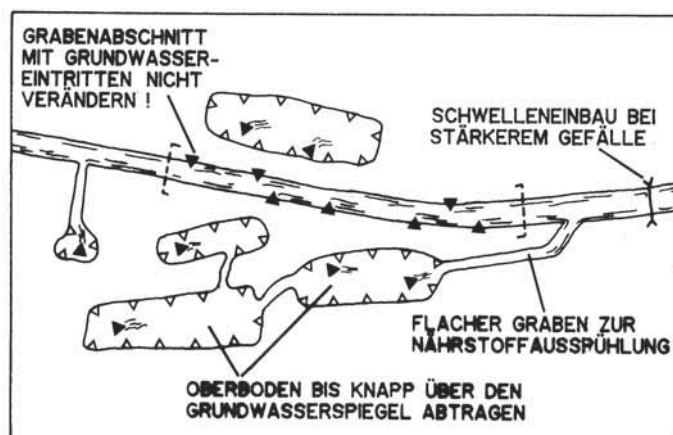 GRABENABSCHNITT
MIT GRUNDWASSER-
EINTRITTEN NICHT
VERÄNDERN !
SCHWELLENEINBAU BEI
STÄRKEREM GEFÄLLE
FLACHER GRABEN ZUR
NÄHRSTOFFAUSSPÜHLUNG
OBERBODEN BIS KNAPP ÜBER DEN
GRUNDWASSERSPIEGEL ABTRAGEN